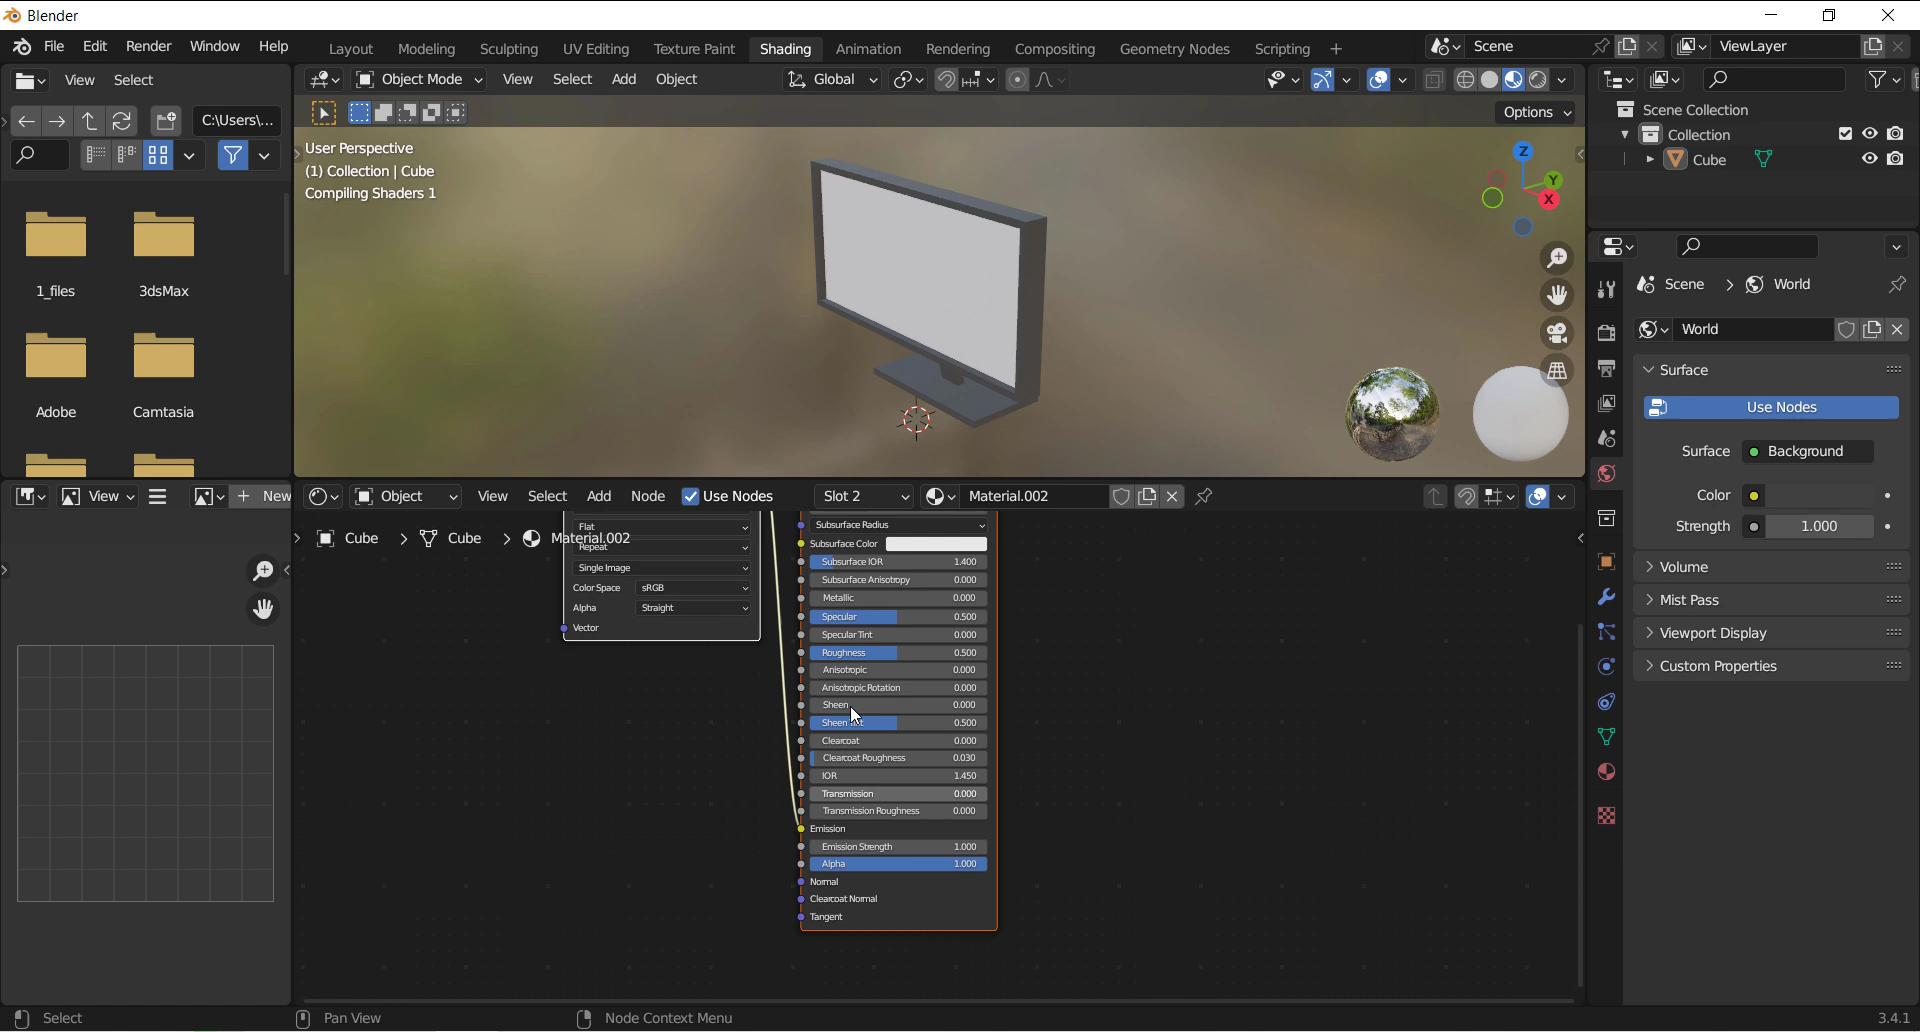 Blender
File Edit Render Window Help Layout Modeling Sculpting UV Editing Texture Paint Shading Animation Rendering Compositing Geometry Nodes Scripting + Scene ViewLayer
View Select
Object Mode View Select Add Object Global
C:\Users\...
Options
User Perspective
(1) Collection | Cube
Compiling Shaders 1
Z
Y
X
1_files 3dsMax
Adobe Camtasia
Scene Collection
Collection
Cube
Scene > World
World
Surface
Use Nodes
Surface Background
Color
Strength 1.000
Volume
Mist Pass
Viewport Display
Custom Properties
View + New
Object View Select Add Node Use Nodes Slot 2 Material.002
Cube > Cube > Material.002
Flat
Repeat
Single Image
Color Space sRGB
Alpha Straight
Vector
Subsurface Radius
Subsurface Color
Subsurface IOR 1.400
Subsurface Anisotropy 0.000
Metallic 0.000
Specular 0.500
Specular Tint 0.000
Roughness 0.500
Anisotropic 0.000
Anisotropic Rotation 0.000
Sheen 0.000
Sheen 0.500
Clearcoat 0.000
Clearcoat Roughness 0.030
IOR 1.450
Transmission 0.000
Transmission Roughness 0.000
Emission
Emission Strength 1.000
Alpha 1.000
Normal
Clearcoat Normal
Tangent
Select Pan View Node Context Menu 3.4.1